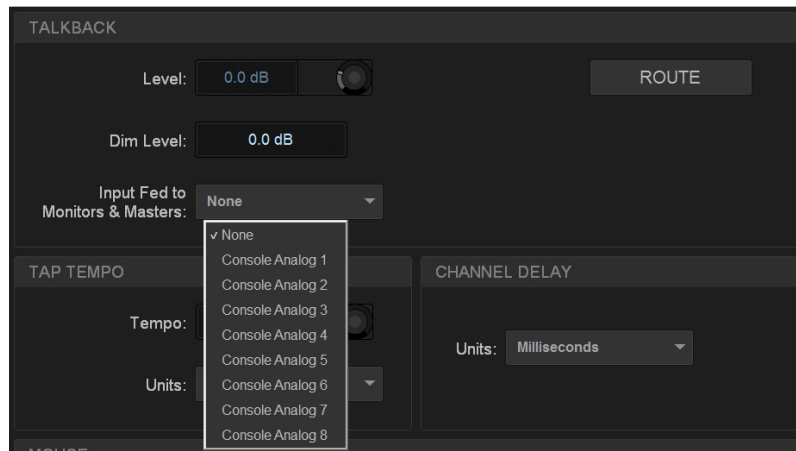 TALKBACK
Level: 0.0 dB ROUTE
Dim Level: 0.0 dB
Input Fed to
Monitors & Masters: None
✓ None
Console Analog 1
Console Analog 2
Console Analog 3
Console Analog 4
Console Analog 5
Console Analog 6
Console Analog 7
Console Analog 8
TAP TEMPO
Tempo:
Units:
CHANNEL DELAY
Units: Milliseconds
MOUSE